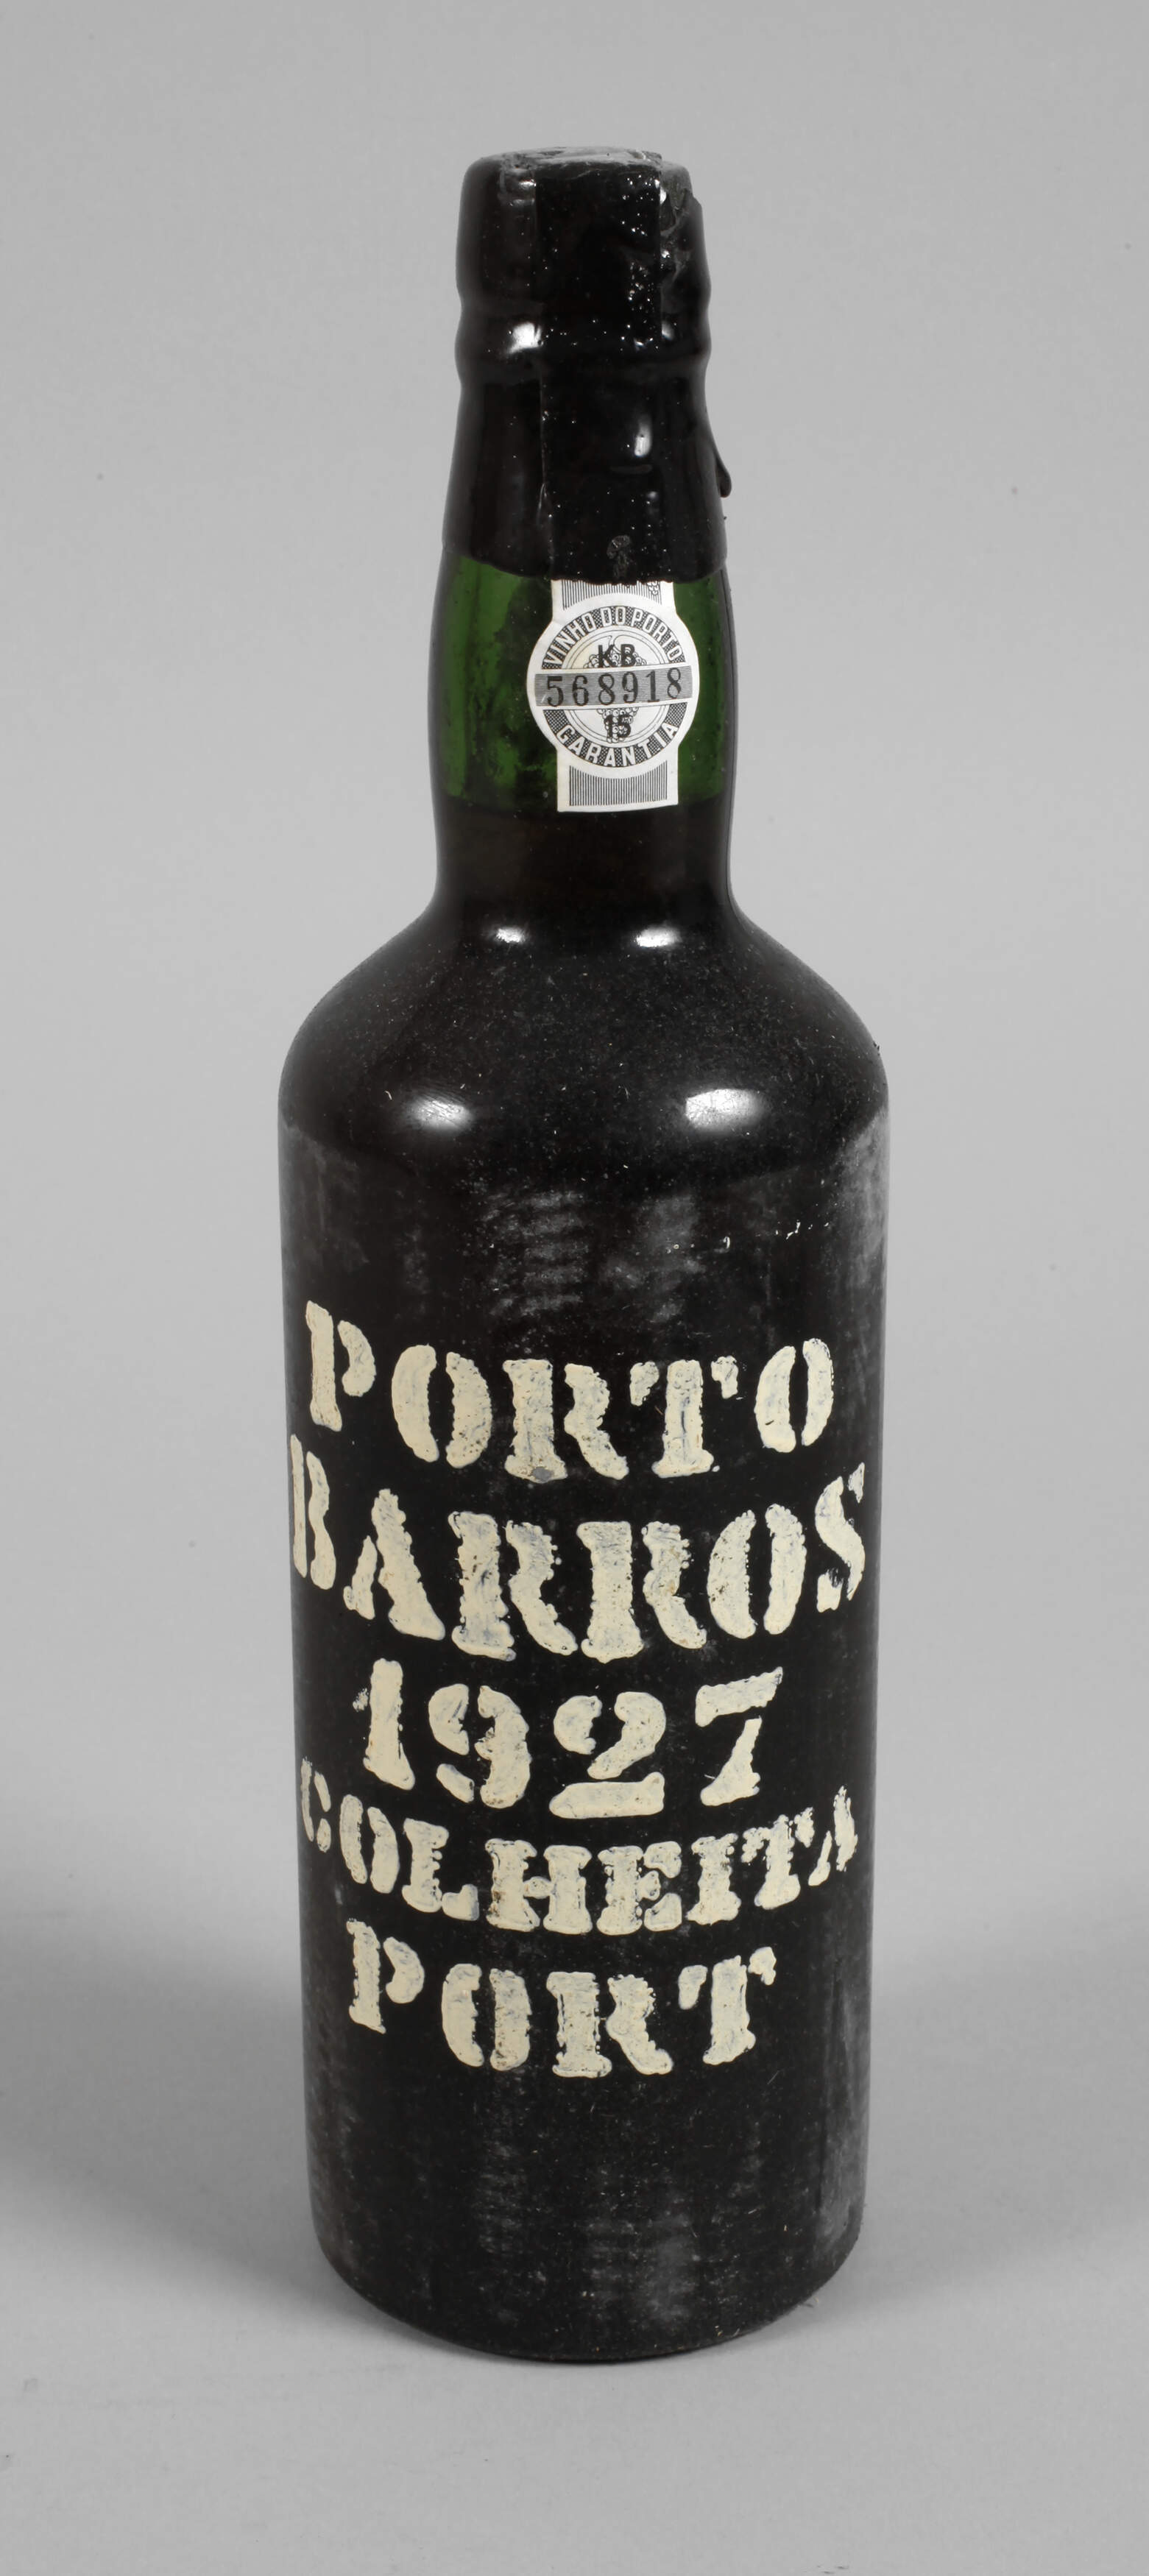 VINHO DO PORTO
KB
568918
15
GARANTIA
PORTO
BARROS
1927
COLHEITA
PORT